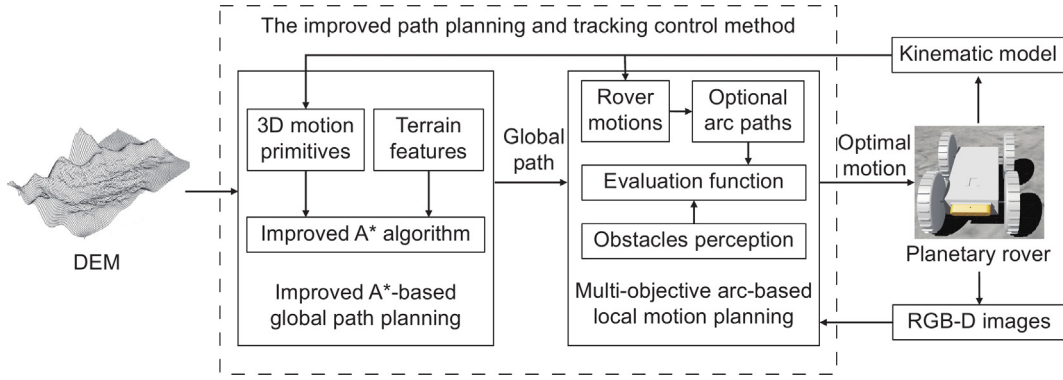 The improved path planning and tracking control method
Kinematic model
3D motion
primitives
Terrain
features
Improved A* algorithm
Improved A*-based
global path planning
Global
path
Rover
motions
Optional
arc paths
Evaluation function
Obstacles perception
Multi-objective arc-based
local motion planning
Optimal
motion
DEM
Planetary rover
RGB-D images